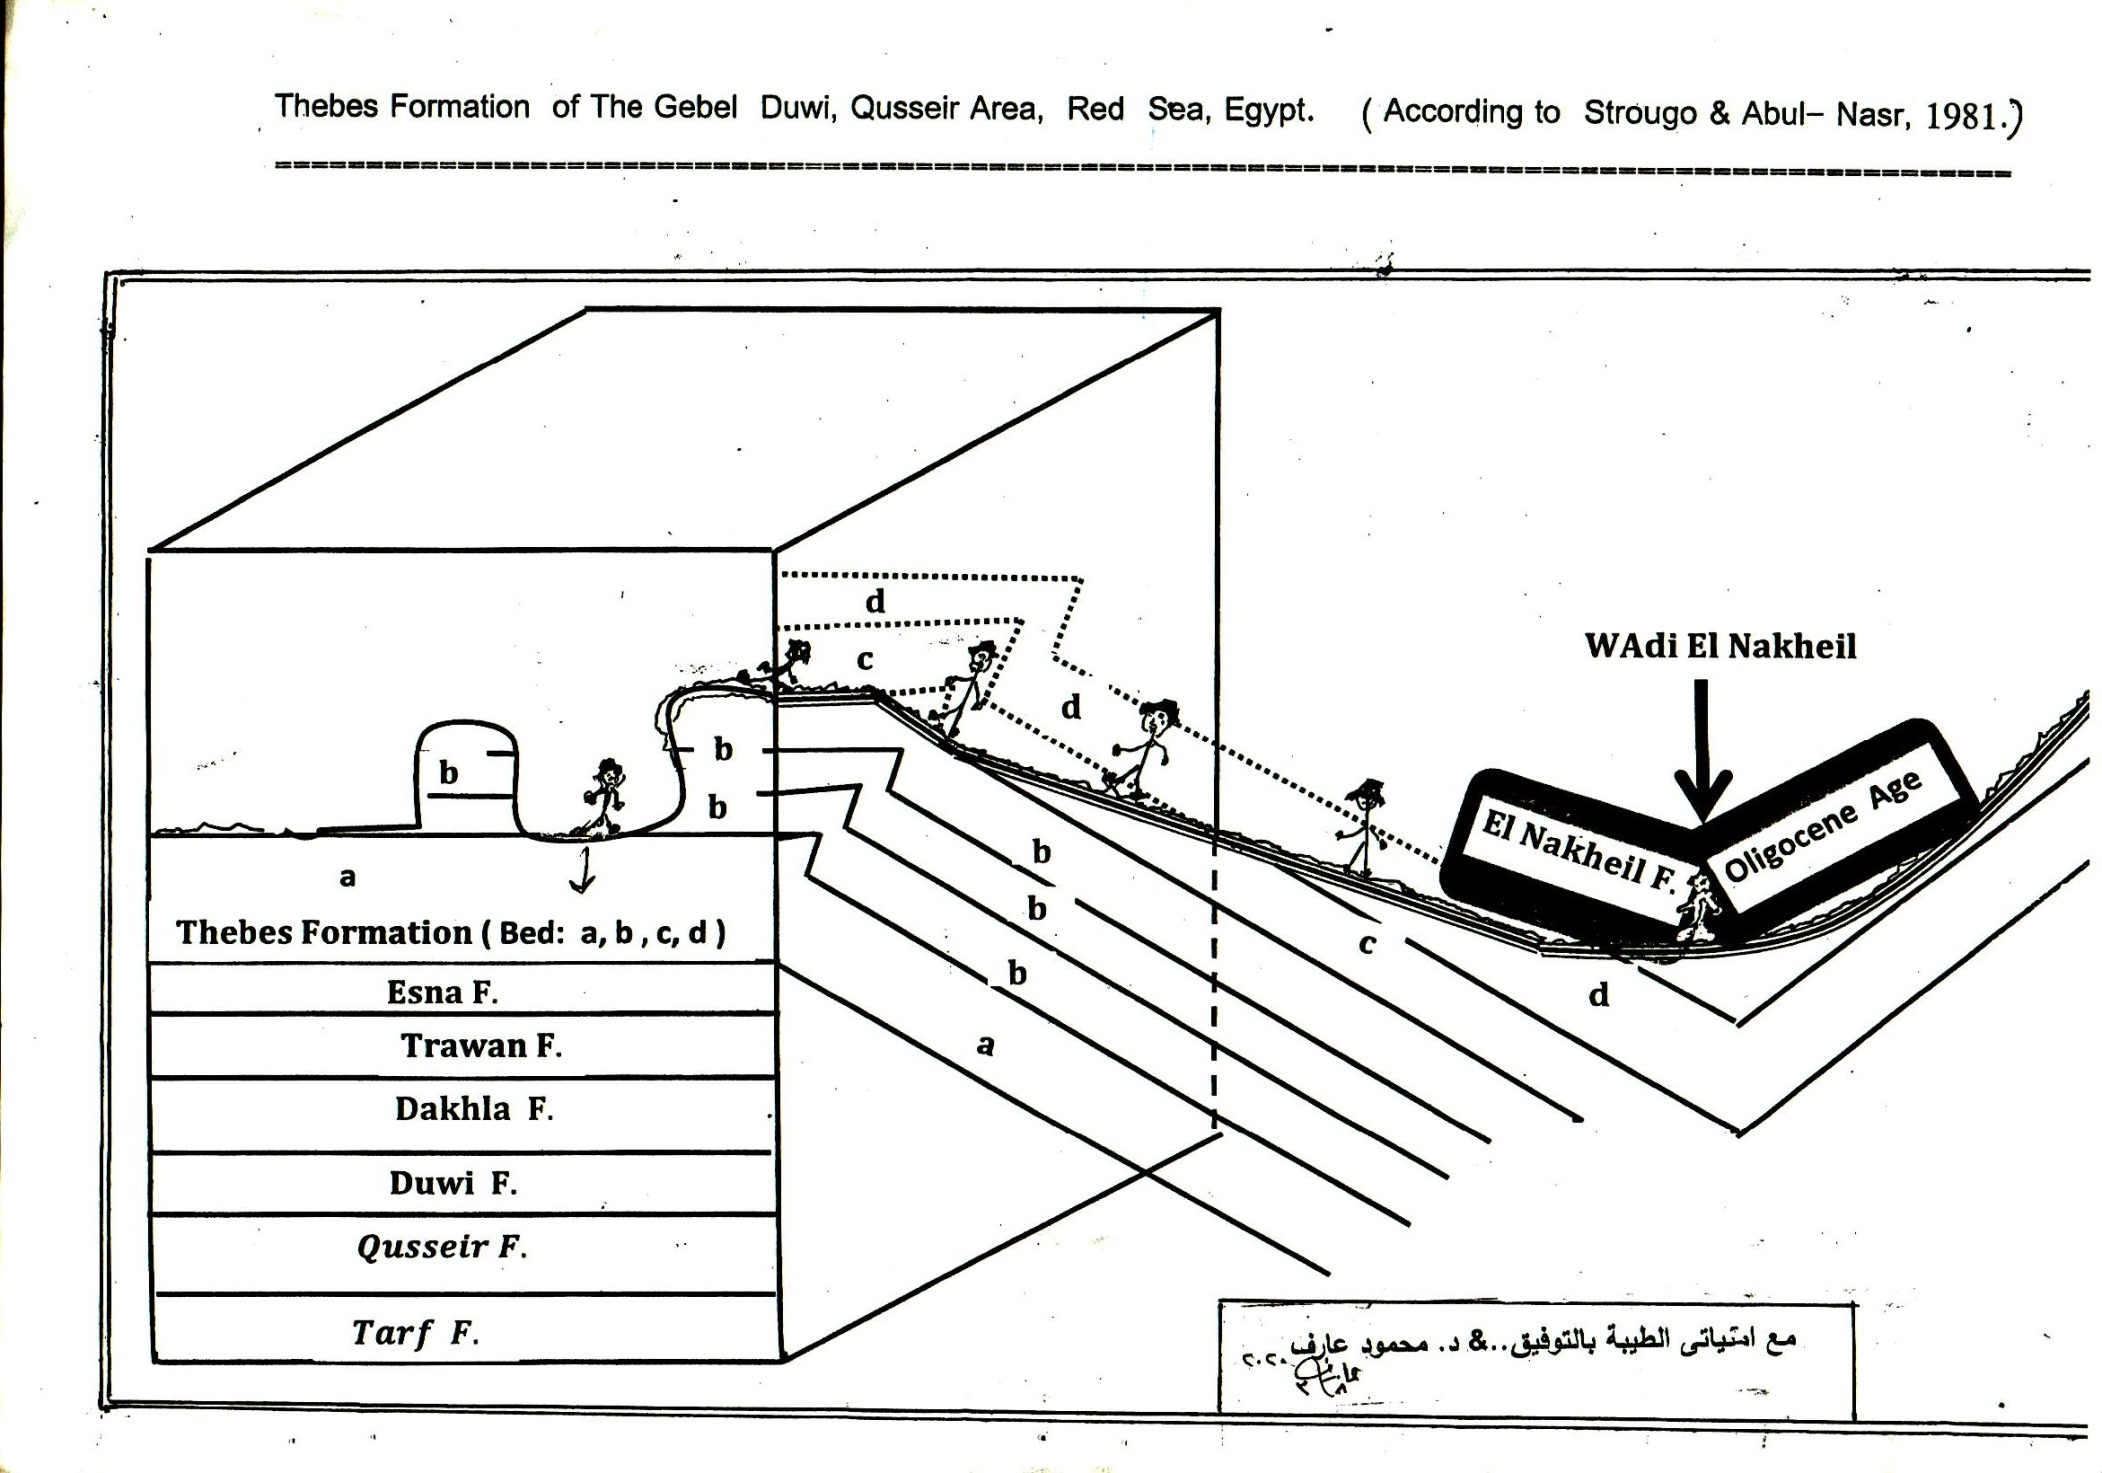 Thebes Formation of The Gebel Duwi, Qusseir Area, Red Sea, Egypt. ( According to Strougo & Abul– Nasr, 1981.)
d
c
d
WAdi El Nakheil
b
b
b
b
El Nakheil F.
Oligocene Age
a
b
b
c
b
d
a
Thebes Formation ( Bed: a, b , c, d )
Esna F.
Trawan F.
Dakhla F.
Duwi F.
Qusseir F.
Tarf F.
مع امتياتى الطيبة بالتوفيق..& د. محمود عارف
٢٠٢٠